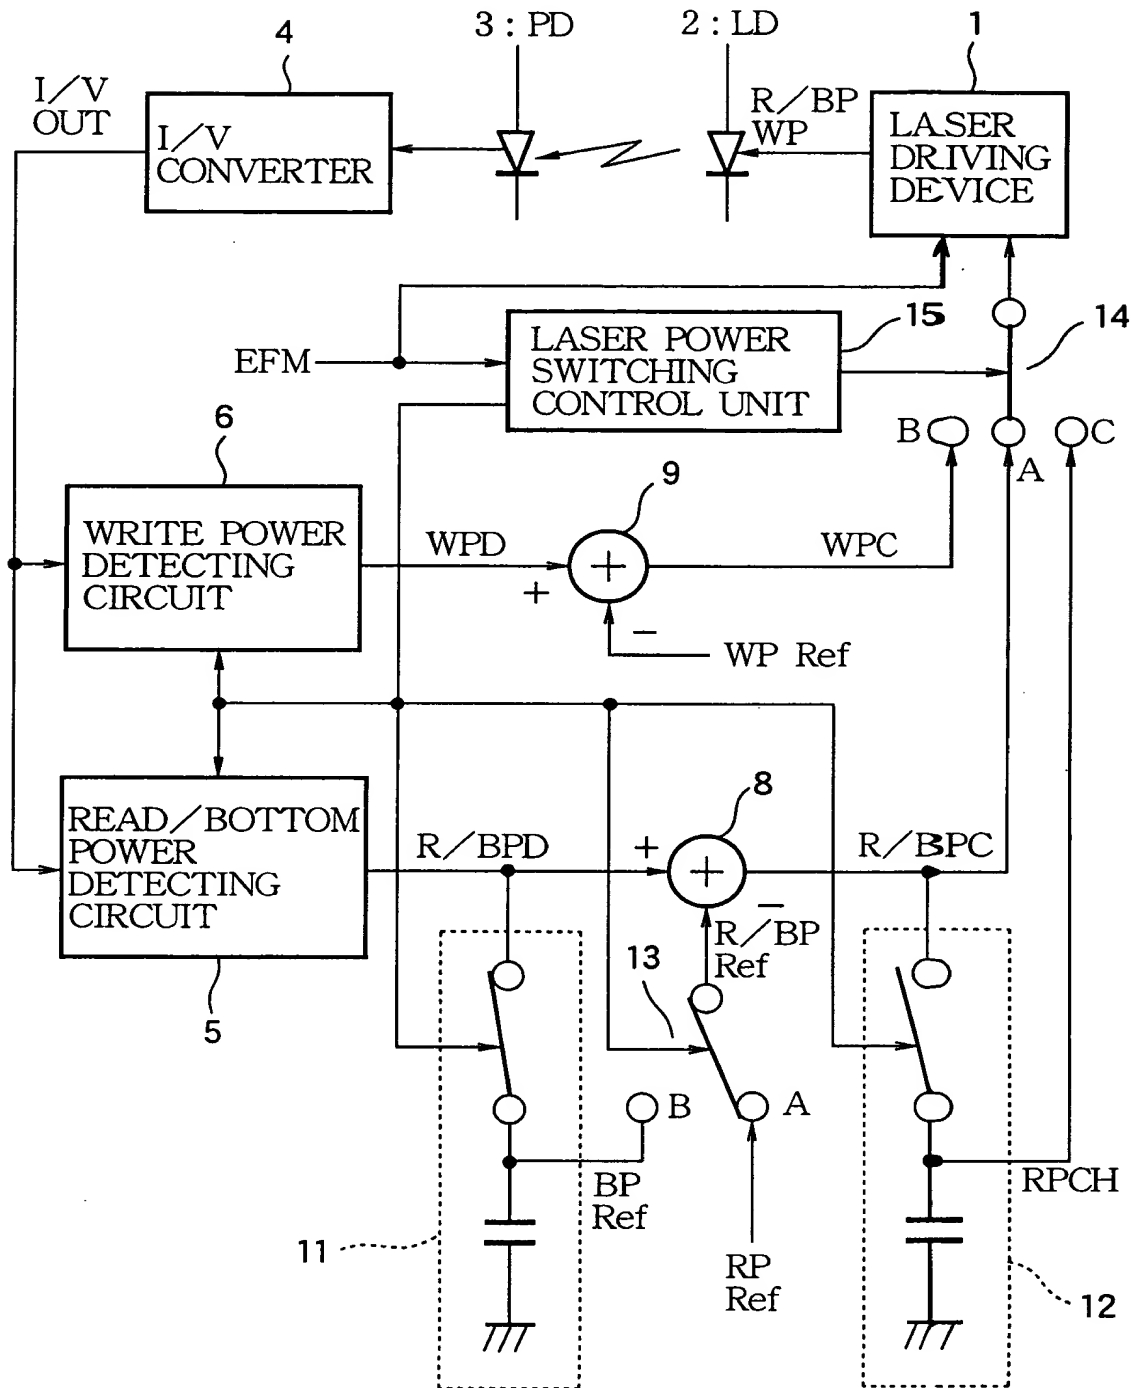 4
3 : PD
2 : LD
1
I/V
OUT
I/V
CONVERTER
R/BP
WP
LASER
DRIVING
DEVICE
15
14
EFM
LASER POWER
SWITCHING
CONTROL UNIT
B
A
C
6
9
WRITE POWER
DETECTING
CIRCUIT
WPD
+
+
WPC
−
WP Ref
8
READ/BOTTOM
POWER
DETECTING
CIRCUIT
R/BPD
+
+
R/BPC
−
R/BP
Ref
5
13
B
A
BP
Ref
RPCH
11
RP
Ref
12